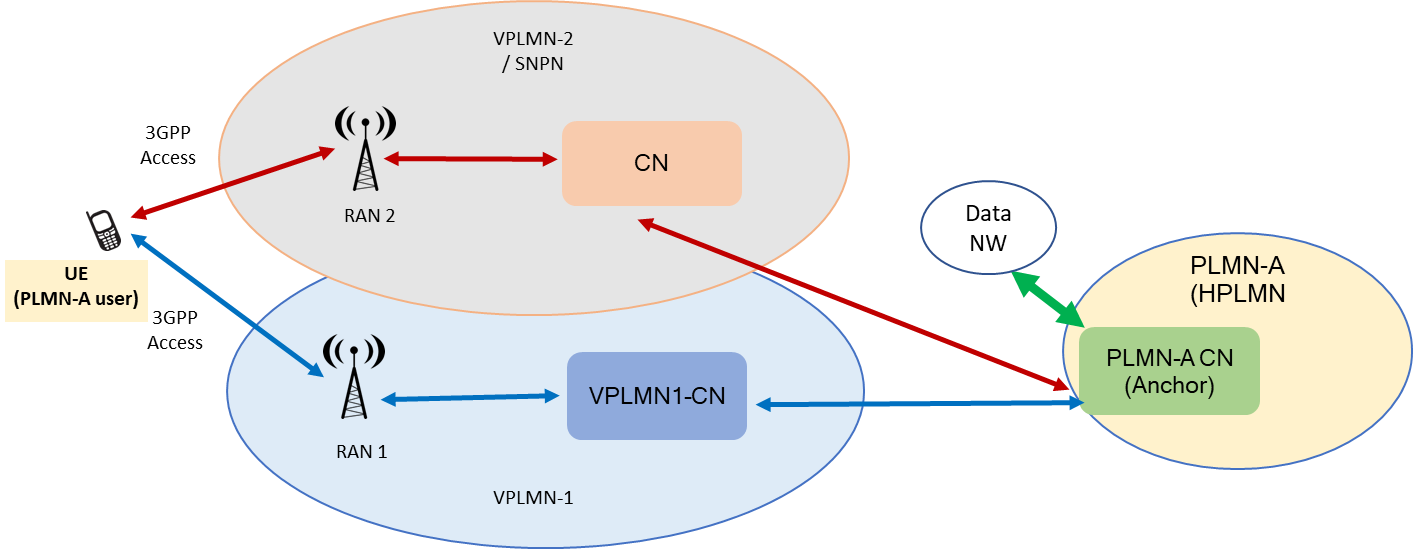 VPLMN-2
/ SNPN
3GPP
Access
CN
RAN 2
Data
NW
UE
(PLMN-A user)
PLMN-A
(HPLMN
3GPP
Access
PLMN-A CN
(Anchor)
VPLMN1-CN
RAN 1
VPLMN-1